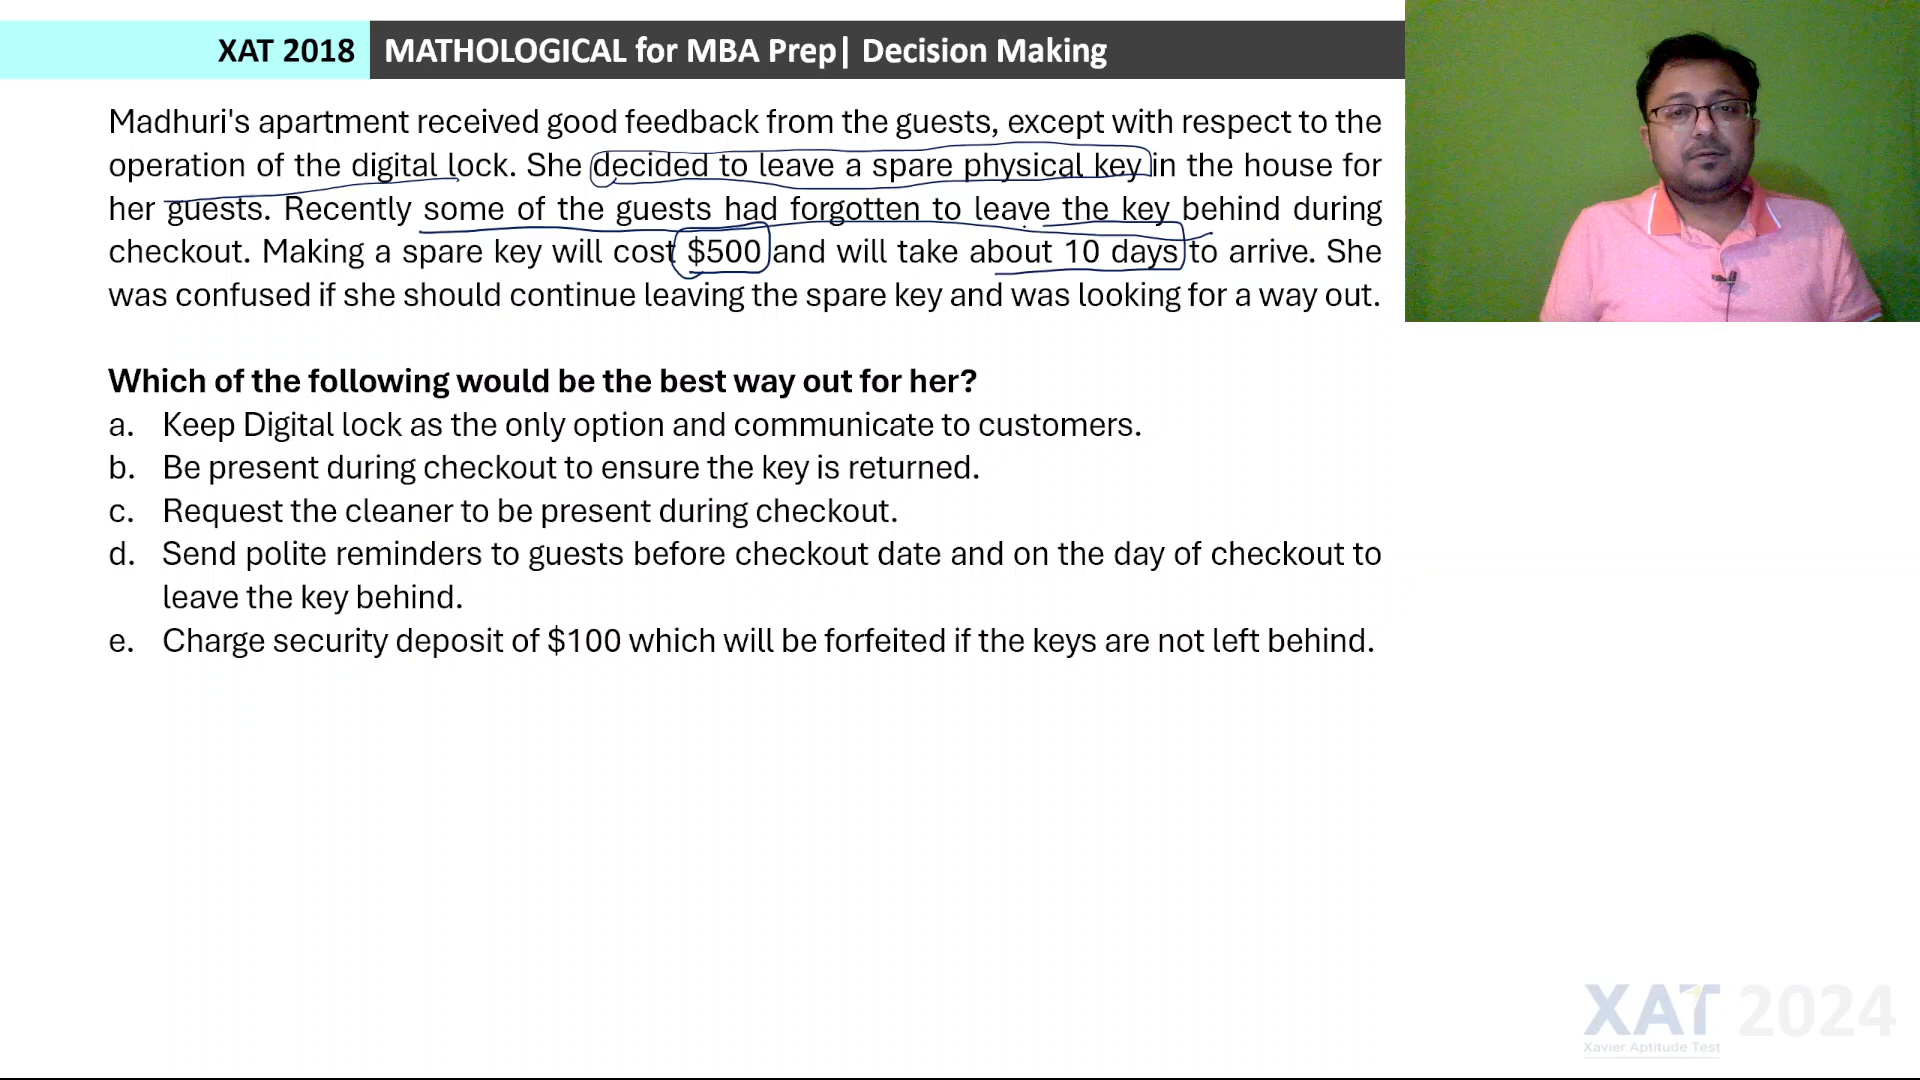 XAT 2018 MATHOLOGICAL for MBA Prep| Decision Making
Madhuri's apartment received good feedback from the guests, except with respect to the
operation of the digital lock. She decided to leave a spare physical key in the house for
her guests. Recently some of the guests had forgotten to leave the key behind during
checkout. Making a spare key will cost $500 and will take about 10 days to arrive. She
was confused if she should continue leaving the spare key and was looking for a way out.
Which of the following would be the best way out for her?
a. Keep Digital lock as the only option and communicate to customers.
b. Be present during checkout to ensure the key is returned.
c. Request the cleaner to be present during checkout.
d. Send polite reminders to guests before checkout date and on the day of checkout to
leave the key behind.
e. Charge security deposit of $100 which will be forfeited if the keys are not left behind.
XAT 2024
Xavier Aptitude Test